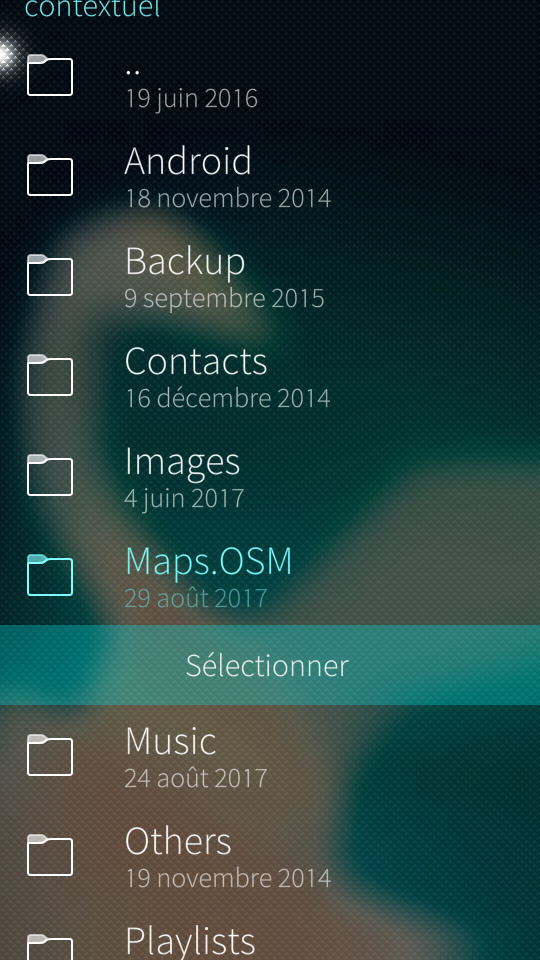 contextuel
..
19 juin 2016
Android
18 novembre 2014
Backup
9 septembre 2015
Contacts
16 décembre 2014
Images
4 juin 2017
Maps.OSM
29 août 2017
Sélectionner
Music
24 août 2017
Others
19 novembre 2014
Playlists